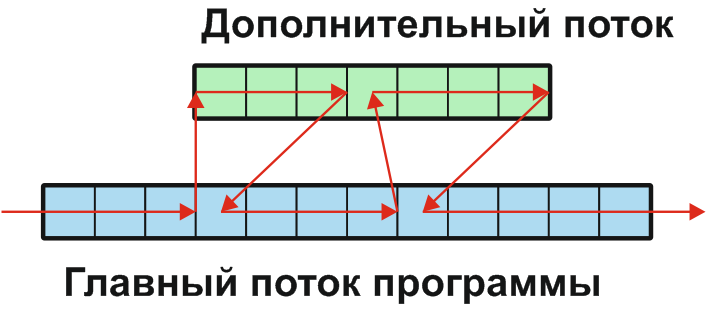 Дополнительный поток
Главный поток программы